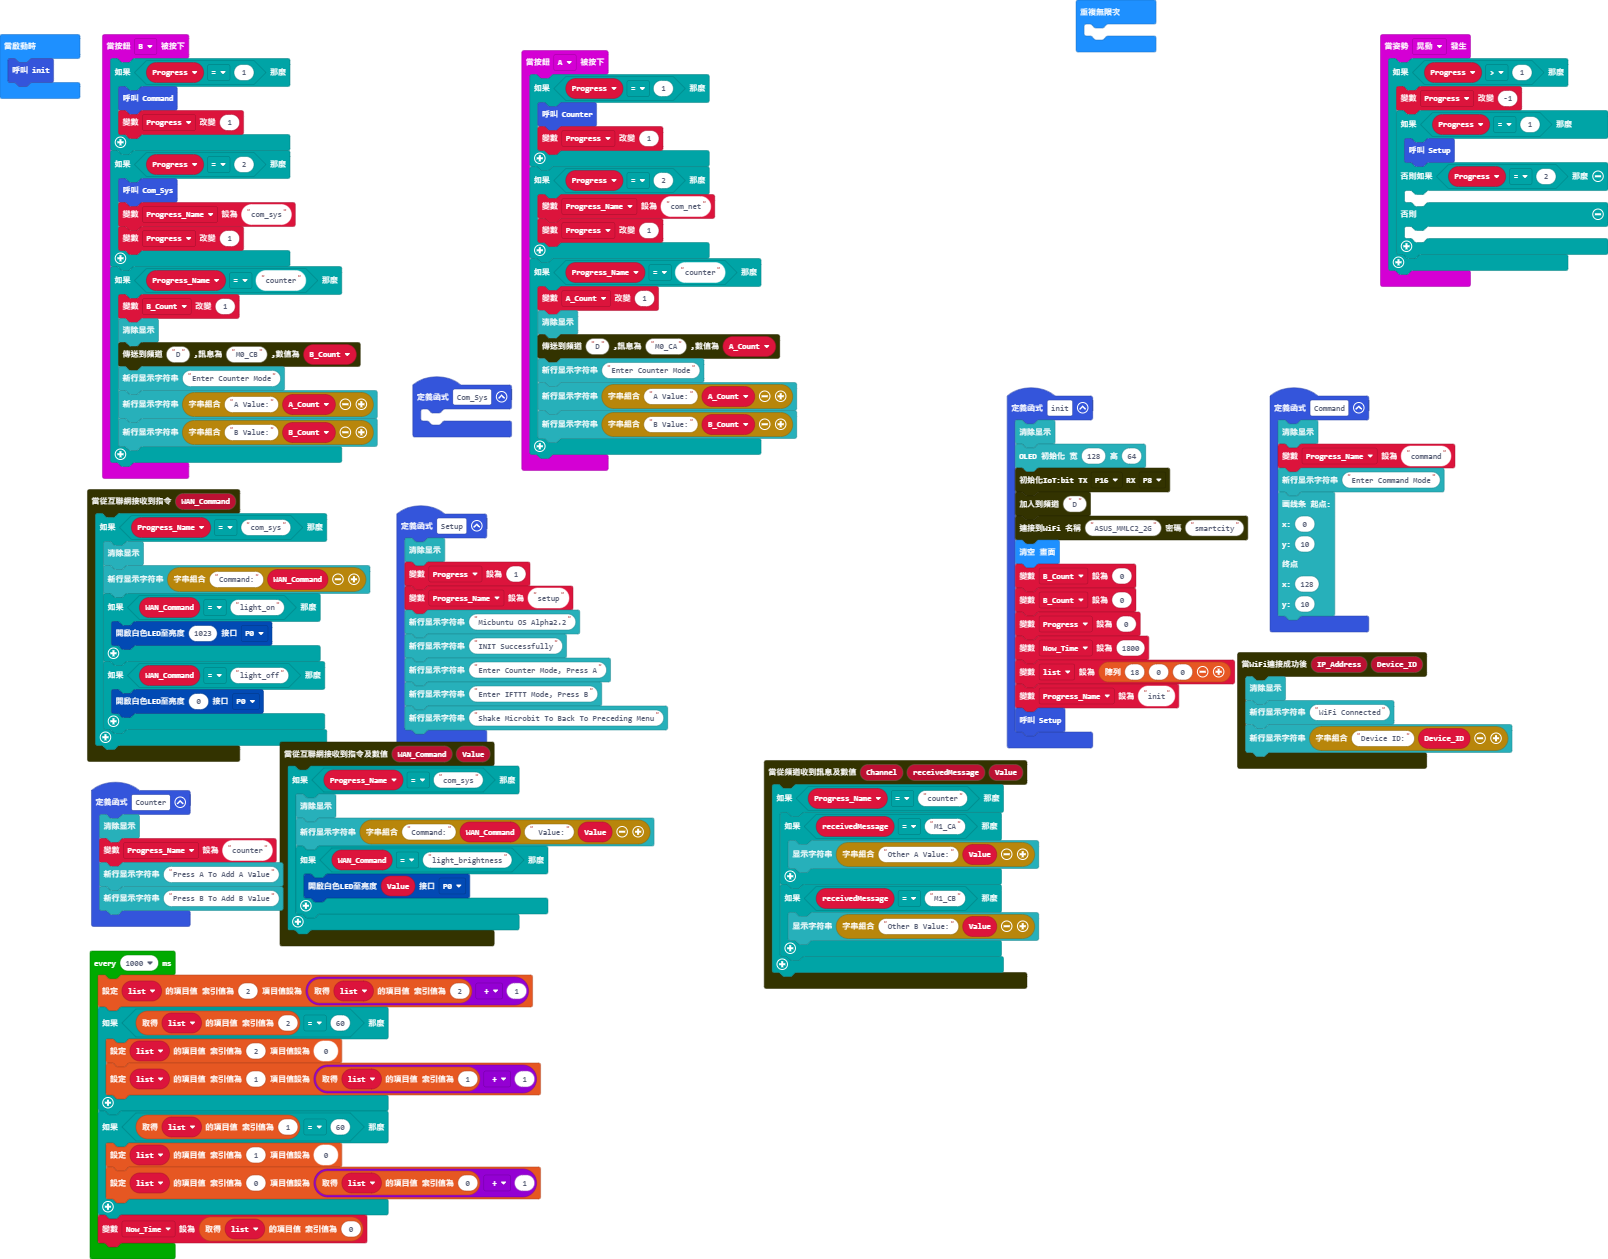 當啟動時
呼叫 init
當按鈕 B 被按下
如果 Progress = 1 那麼
呼叫 Command
變數 Progress 改變 1
如果 Progress = 2 那麼
呼叫 Com_Sys
變數 Progress_Name 設為 "com_sys"
變數 Progress 改變 1
如果 Progress_Name = "counter" 那麼
變數 B_Count 改變 1
清除显示
傳送到頻道 "D" ,訊息為 "M0_CB" ,數值為 B_Count
新行显示字符串 "Enter Counter Mode"
新行显示字符串 字串組合 "A Value:" A_Count
新行显示字符串 字串組合 "B Value:" B_Count
定義函式 Com_Sys
當按鈕 A 被按下
如果 Progress = 1 那麼
呼叫 Counter
變數 Progress 改變 1
如果 Progress = 2 那麼
變數 Progress_Name 設為 "com_net"
變數 Progress 改變 1
如果 Progress_Name = "counter" 那麼
變數 A_Count 改變 1
清除显示
傳送到頻道 "D" ,訊息為 "M0_CA" ,數值為 A_Count
新行显示字符串 "Enter Counter Mode"
新行显示字符串 字串組合 "A Value:" A_Count
新行显示字符串 字串組合 "B Value:" B_Count
重複無限次
當姿勢 晃動 發生
如果 Progress > 1 那麼
變數 Progress 改變 -1
如果 Progress = 1 那麼
呼叫 Setup
否則如果 Progress = 2 那麼
否則
定義函式 init
清除显示
OLED 初始化 宽 128 高 64
初始化IoT:bit TX P16 RX P8
加入到頻道 "D"
連接到WiFi 名稱 "ASUS_MMLC2_2G" 密碼 "smartcity"
清空 畫面
變數 B_Count 設為 0
變數 B_Count 設為 0
變數 Progress 設為 0
變數 Now_Time 設為 1800
變數 list 設為 陣列 18 0 0
變數 Progress_Name 設為 "init"
呼叫 Setup
定義函式 Command
清除显示
變數 Progress_Name 設為 "command"
新行显示字符串 "Enter Command Mode"
画线条 起点:
x: 0
y: 10
终点
x: 128
y: 10
當從互聯網接收到指令 WAN_Command
如果 Progress_Name = "com_sys" 那麼
清除显示
新行显示字符串 字串組合 "Command:" WAN_Command
如果 WAN_Command = "light_on" 那麼
開啟白色LED至亮度 1023 接口 P0
如果 WAN_Command = "light_off" 那麼
開啟白色LED至亮度 0 接口 P0
定義函式 Setup
清除显示
變數 Progress 設為 1
變數 Progress_Name 設為 "setup"
新行显示字符串 "Micbuntu OS Alpha2.2"
新行显示字符串 "INIT Successfully"
新行显示字符串 "Enter Counter Mode, Press A"
新行显示字符串 "Enter IFTTT Mode, Press B"
新行显示字符串 "Shake Microbit To Back To Preceding Menu"
當WiFi連接成功後 IP_Address Device_ID
清除显示
新行显示字符串 "WiFi Connected"
新行显示字符串 字串組合 "Device ID:" Device_ID
當從互聯網接收到指令及數值 WAN_Command Value
如果 Progress_Name = "com_sys" 那麼
清除显示
新行显示字符串 字串組合 "Command:" WAN_Command " Value:" Value
如果 WAN_Command = "light_brightness" 那麼
開啟白色LED至亮度 Value 接口 P0
定義函式 Counter
清除显示
變數 Progress_Name 設為 "counter"
新行显示字符串 "Press A To Add A Value"
新行显示字符串 "Press B To Add B Value"
當從頻道收到訊息及數值 Channel receivedMessage Value
如果 Progress_Name = "counter" 那麼
如果 receivedMessage = "M1_CA" 那麼
显示字符串 字串組合 "Other A Value:" Value
如果 receivedMessage = "M1_CB" 那麼
显示字符串 字串組合 "Other B Value:" Value
every 1000 ms
設定 list 的項目值 索引值為 2 項目值設為 取得 list 的項目值 索引值為 2 + 1
如果 取得 list 的項目值 索引值為 2 = 60 那麼
設定 list 的項目值 索引值為 2 項目值設為 0
設定 list 的項目值 索引值為 1 項目值設為 取得 list 的項目值 索引值為 1 + 1
如果 取得 list 的項目值 索引值為 1 = 60 那麼
設定 list 的項目值 索引值為 1 項目值設為 0
設定 list 的項目值 索引值為 0 項目值設為 取得 list 的項目值 索引值為 0 + 1
變數 Now_Time 設為 取得 list 的項目值 索引值為 0